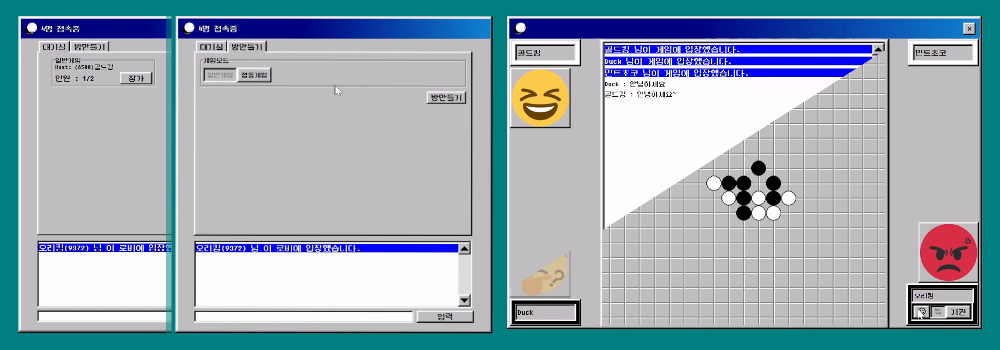 4명 접속중
대기실 방만들기
일반게임
Host: (6500)골드킹
인원 : 1/2
참가
오리킹(9372) 님 이 로비에 입장했
4명 접속중
대기실 방만들기
게임모드
일반게임 협동게임
방만들기
오리킹(9372) 님 이 로비에 입장했습니다.
입력
골드킹
골드킹 님이 게임에 입장했습니다.
Duck 님이 게임에 입장했습니다.
민트초코 님이 게임에 입장했습니다.
Duck : 안녕하세요
골드킹 : 안녕하세요~
민트초코
Duck
오리킹
기권